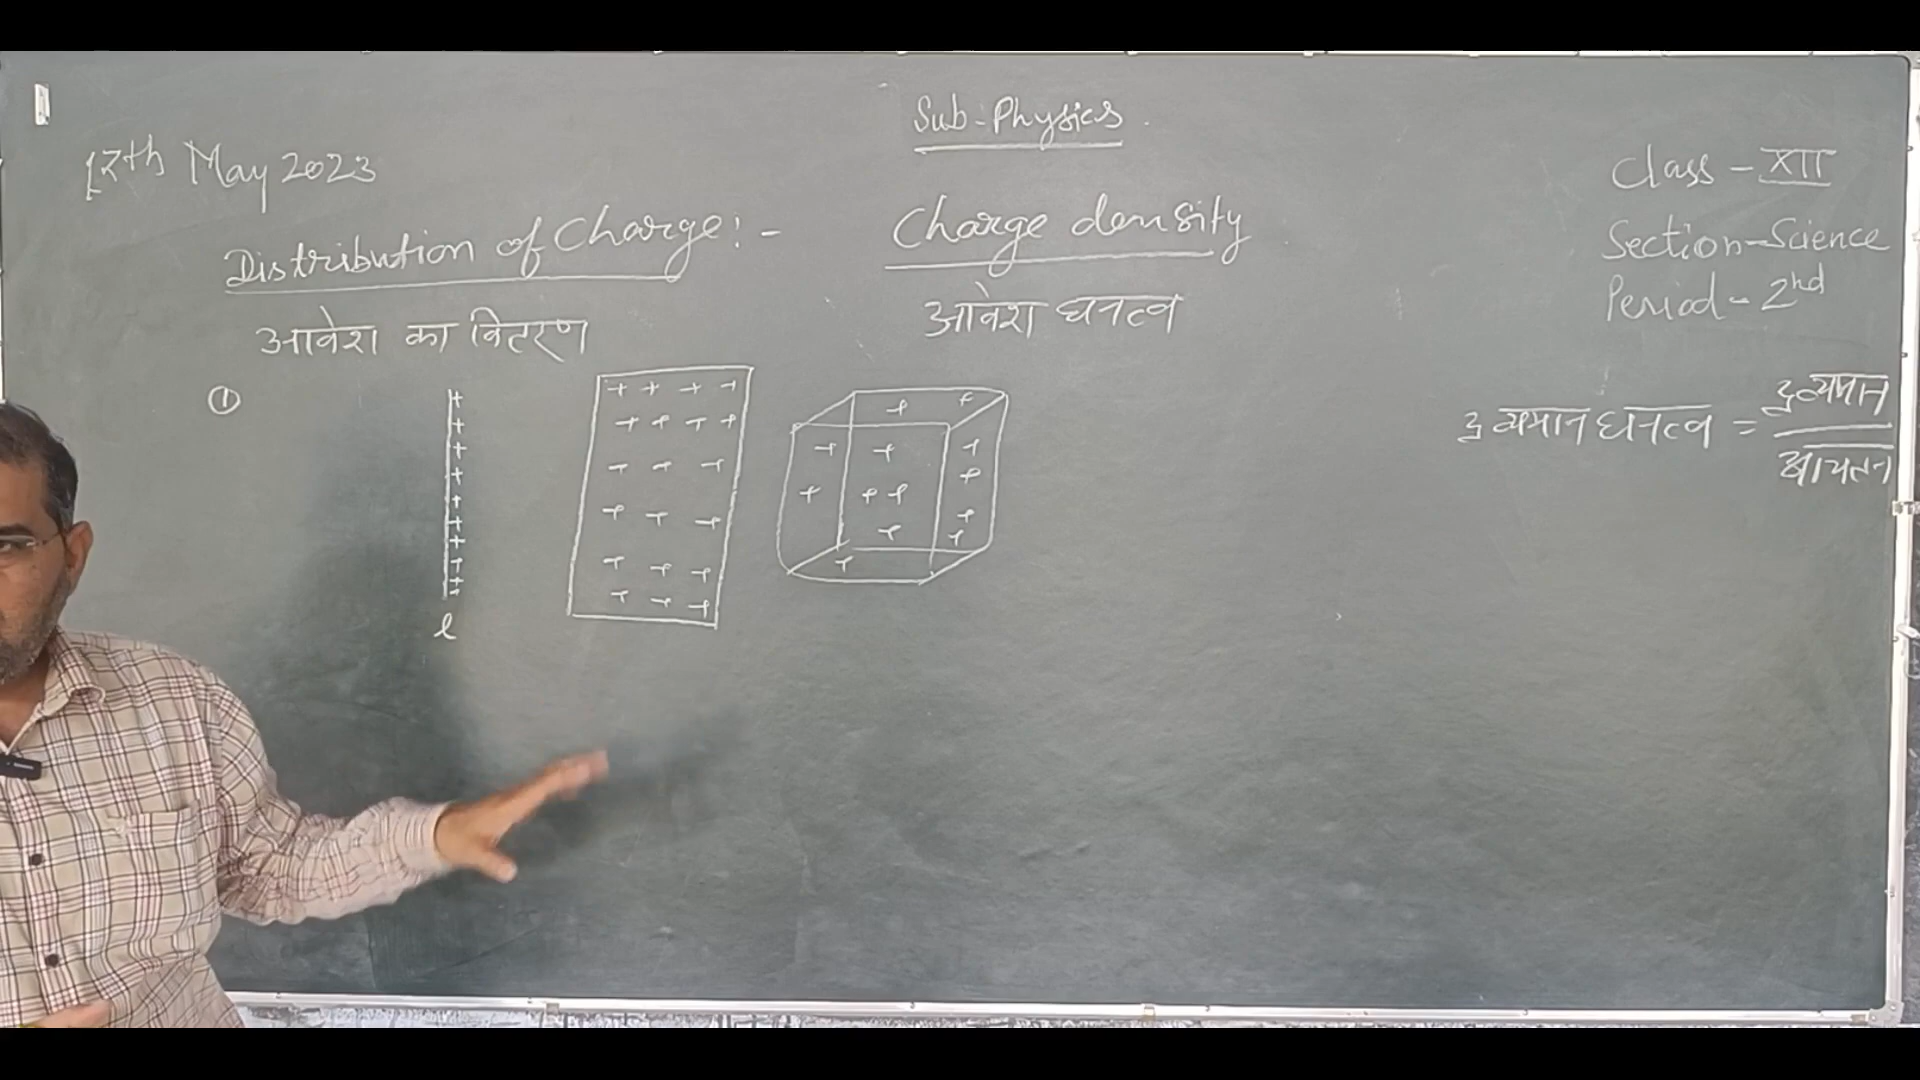 Sub - Physics
17th May 2023
Class - XII
Section - Science
Period - 2nd
Distribution of Charge : -
Charge density
आवेश का वितरण
आवेश घनत्व
①
द्रव्यमान घनत्व = द्रव्यमान
आयतन
+ + + + + + + + + +
l
+ + + +
+ + + +
+ + +
+ + +
+ + +
+ + +
+ +
+ + +
+
+ + +
+
+ +
+